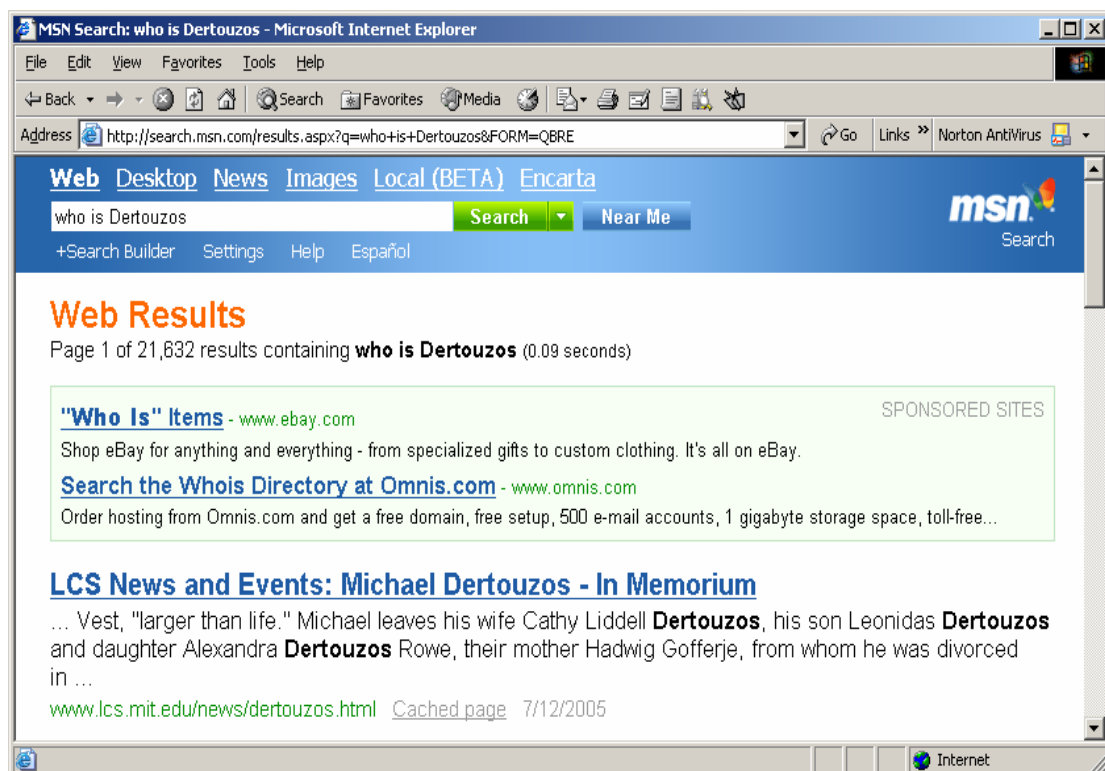 MSN Search: who is Dertouzos - Microsoft Internet Explorer
File Edit View Favorites Tools Help
Back Search Favorites Media
Address http://search.msn.com/results.aspx?q=who+is+Dertouzos&FORM=QBRE Go Links » Norton AntiVirus
Web Desktop News Images Local (BETA) Encarta
who is Dertouzos Search Near Me
msn Search
+Search Builder Settings Help Español
Web Results
Page 1 of 21,632 results containing who is Dertouzos (0.09 seconds)
"Who Is" Items - www.ebay.com SPONSORED SITES
Shop eBay for anything and everything - from specialized gifts to custom clothing. It's all on eBay.
Search the Whois Directory at Omnis.com - www.omnis.com
Order hosting from Omnis.com and get a free domain, free setup, 500 e-mail accounts, 1 gigabyte storage space, toll-free...
LCS News and Events: Michael Dertouzos - In Memorium
... Vest, "larger than life." Michael leaves his wife Cathy Liddell Dertouzos, his son Leonidas Dertouzos
and daughter Alexandra Dertouzos Rowe, their mother Hadwig Gofferje, from whom he was divorced
in ...
www.lcs.mit.edu/news/dertouzos.html Cached page 7/12/2005
Internet